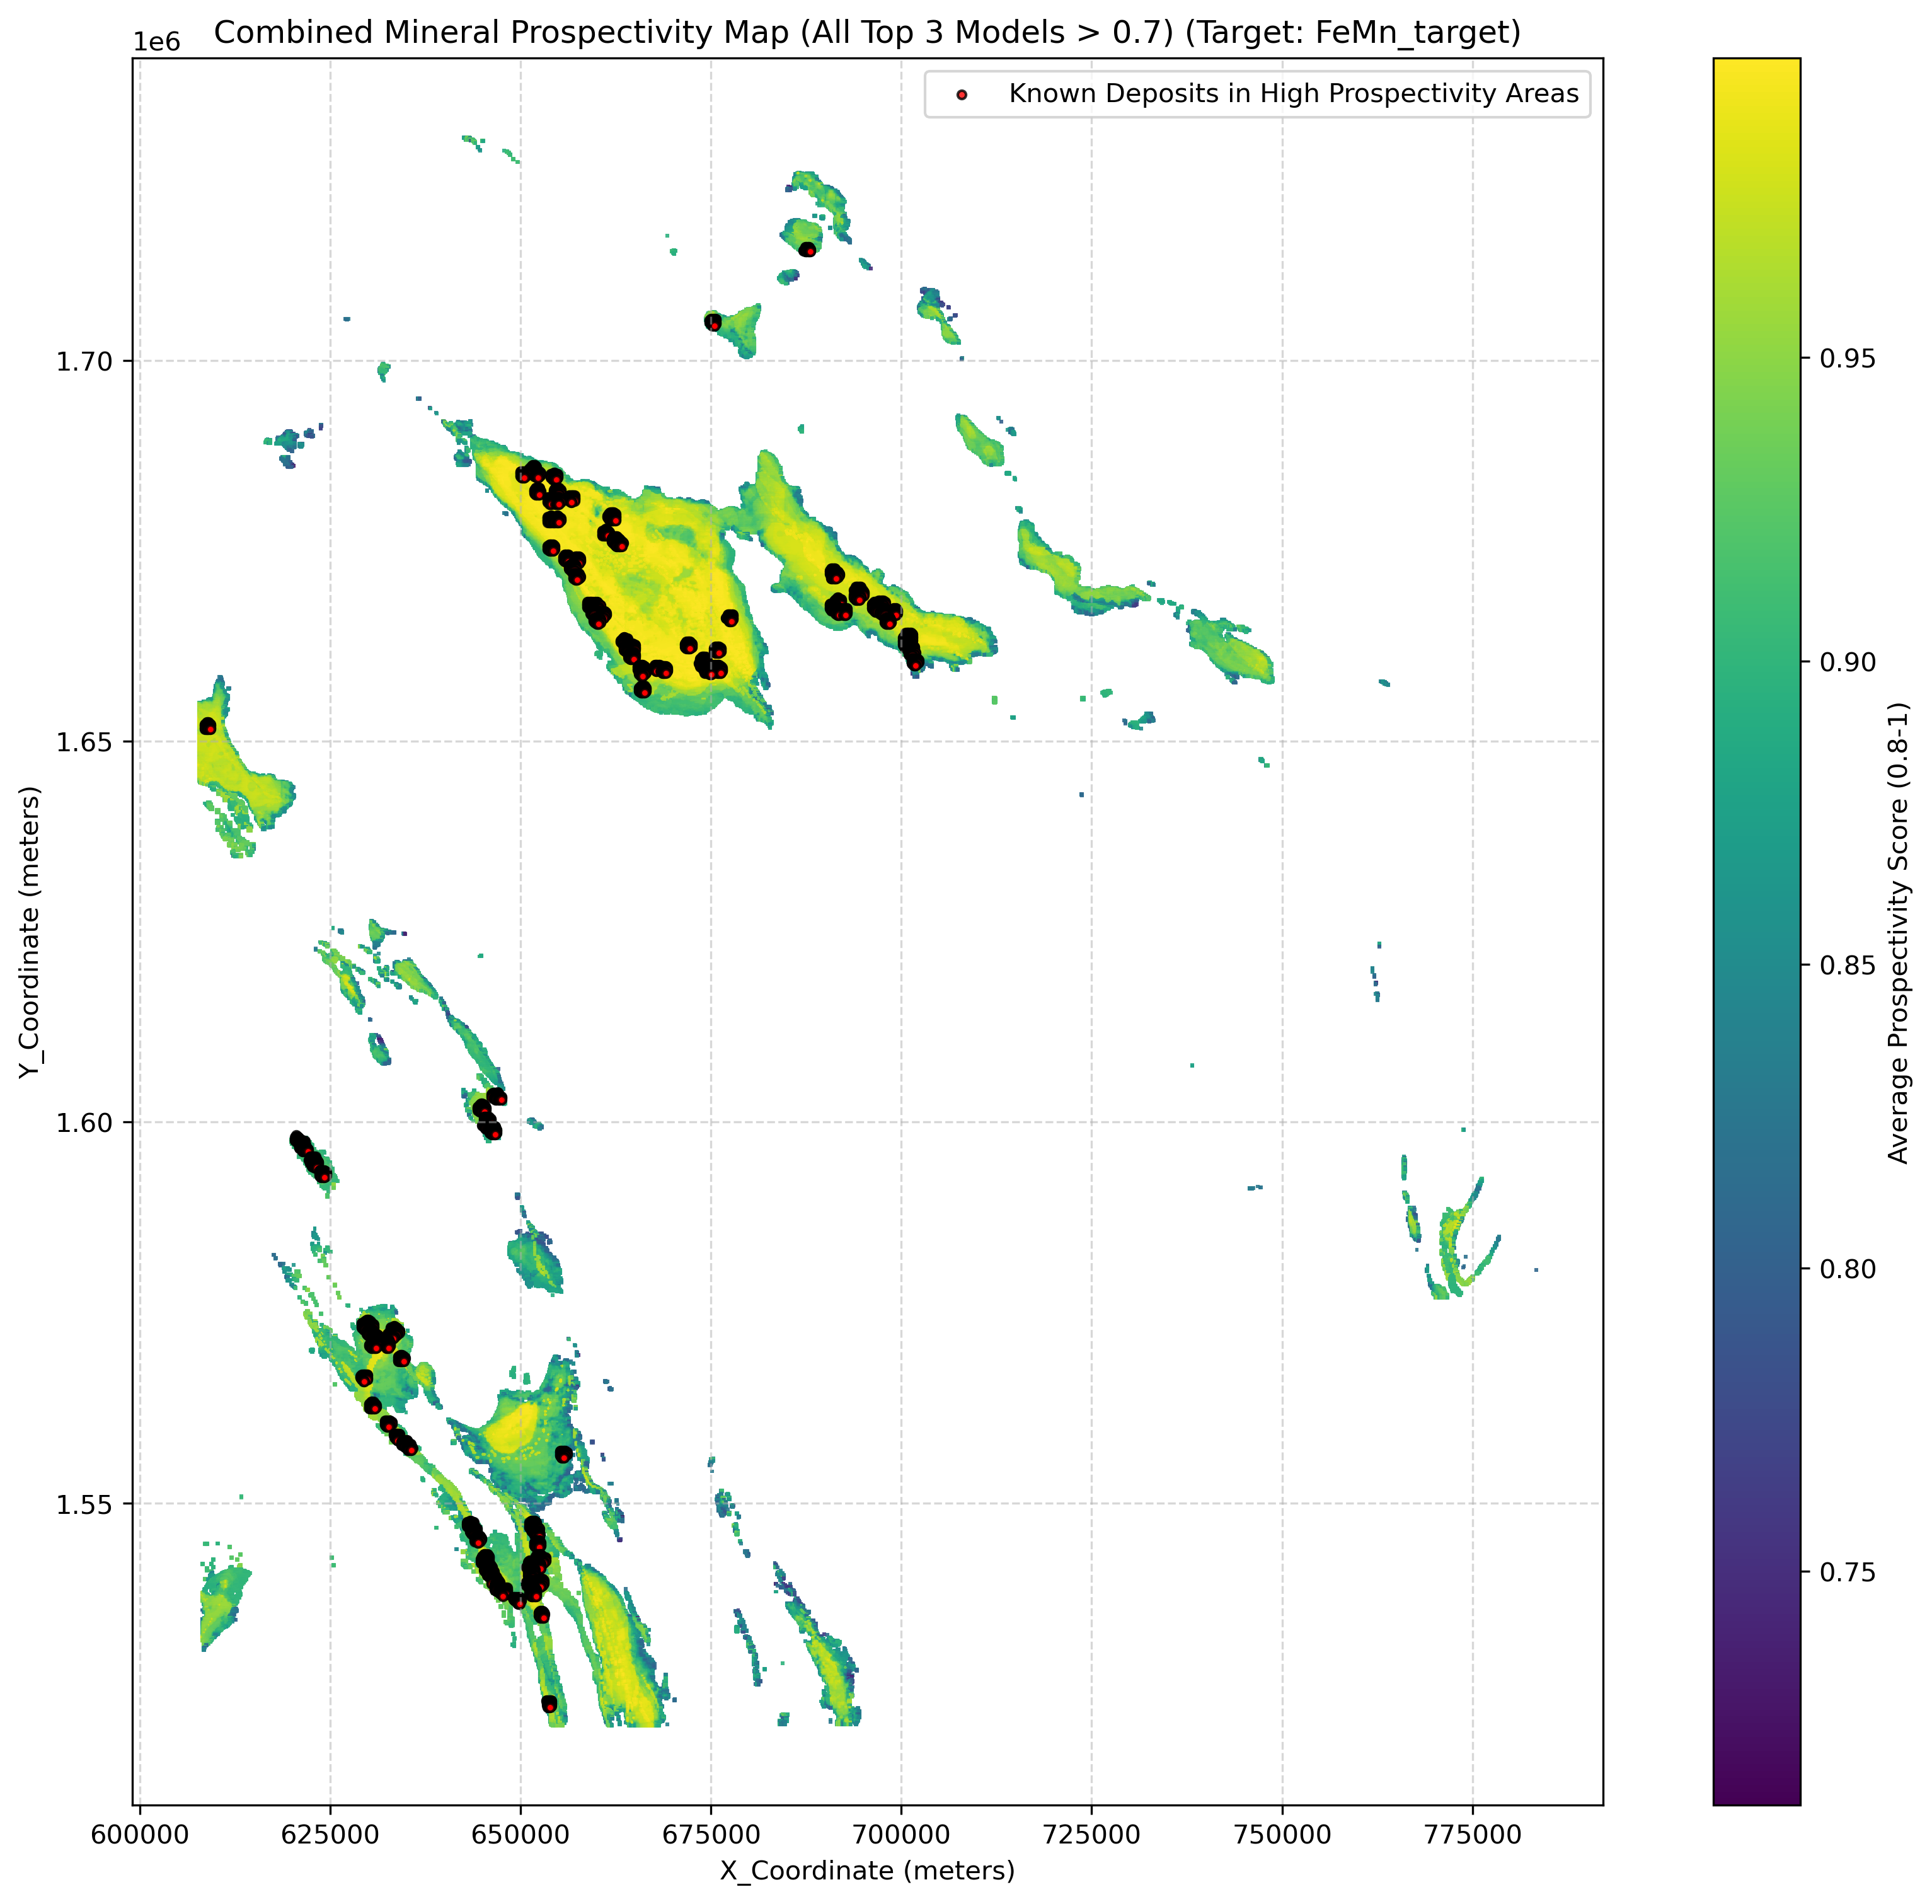 Combined Mineral Prospectivity Map (All Top 3 Models > 0.7) (Target: FeMn_target)
1e6
Known Deposits in High Prospectivity Areas
1.70
1.65
1.60
1.55
Y_Coordinate (meters)
600000 625000 650000 675000 700000 725000 750000 775000
X_Coordinate (meters)
0.95
0.90
0.85
0.80
0.75
Average Prospectivity Score (0.8-1)